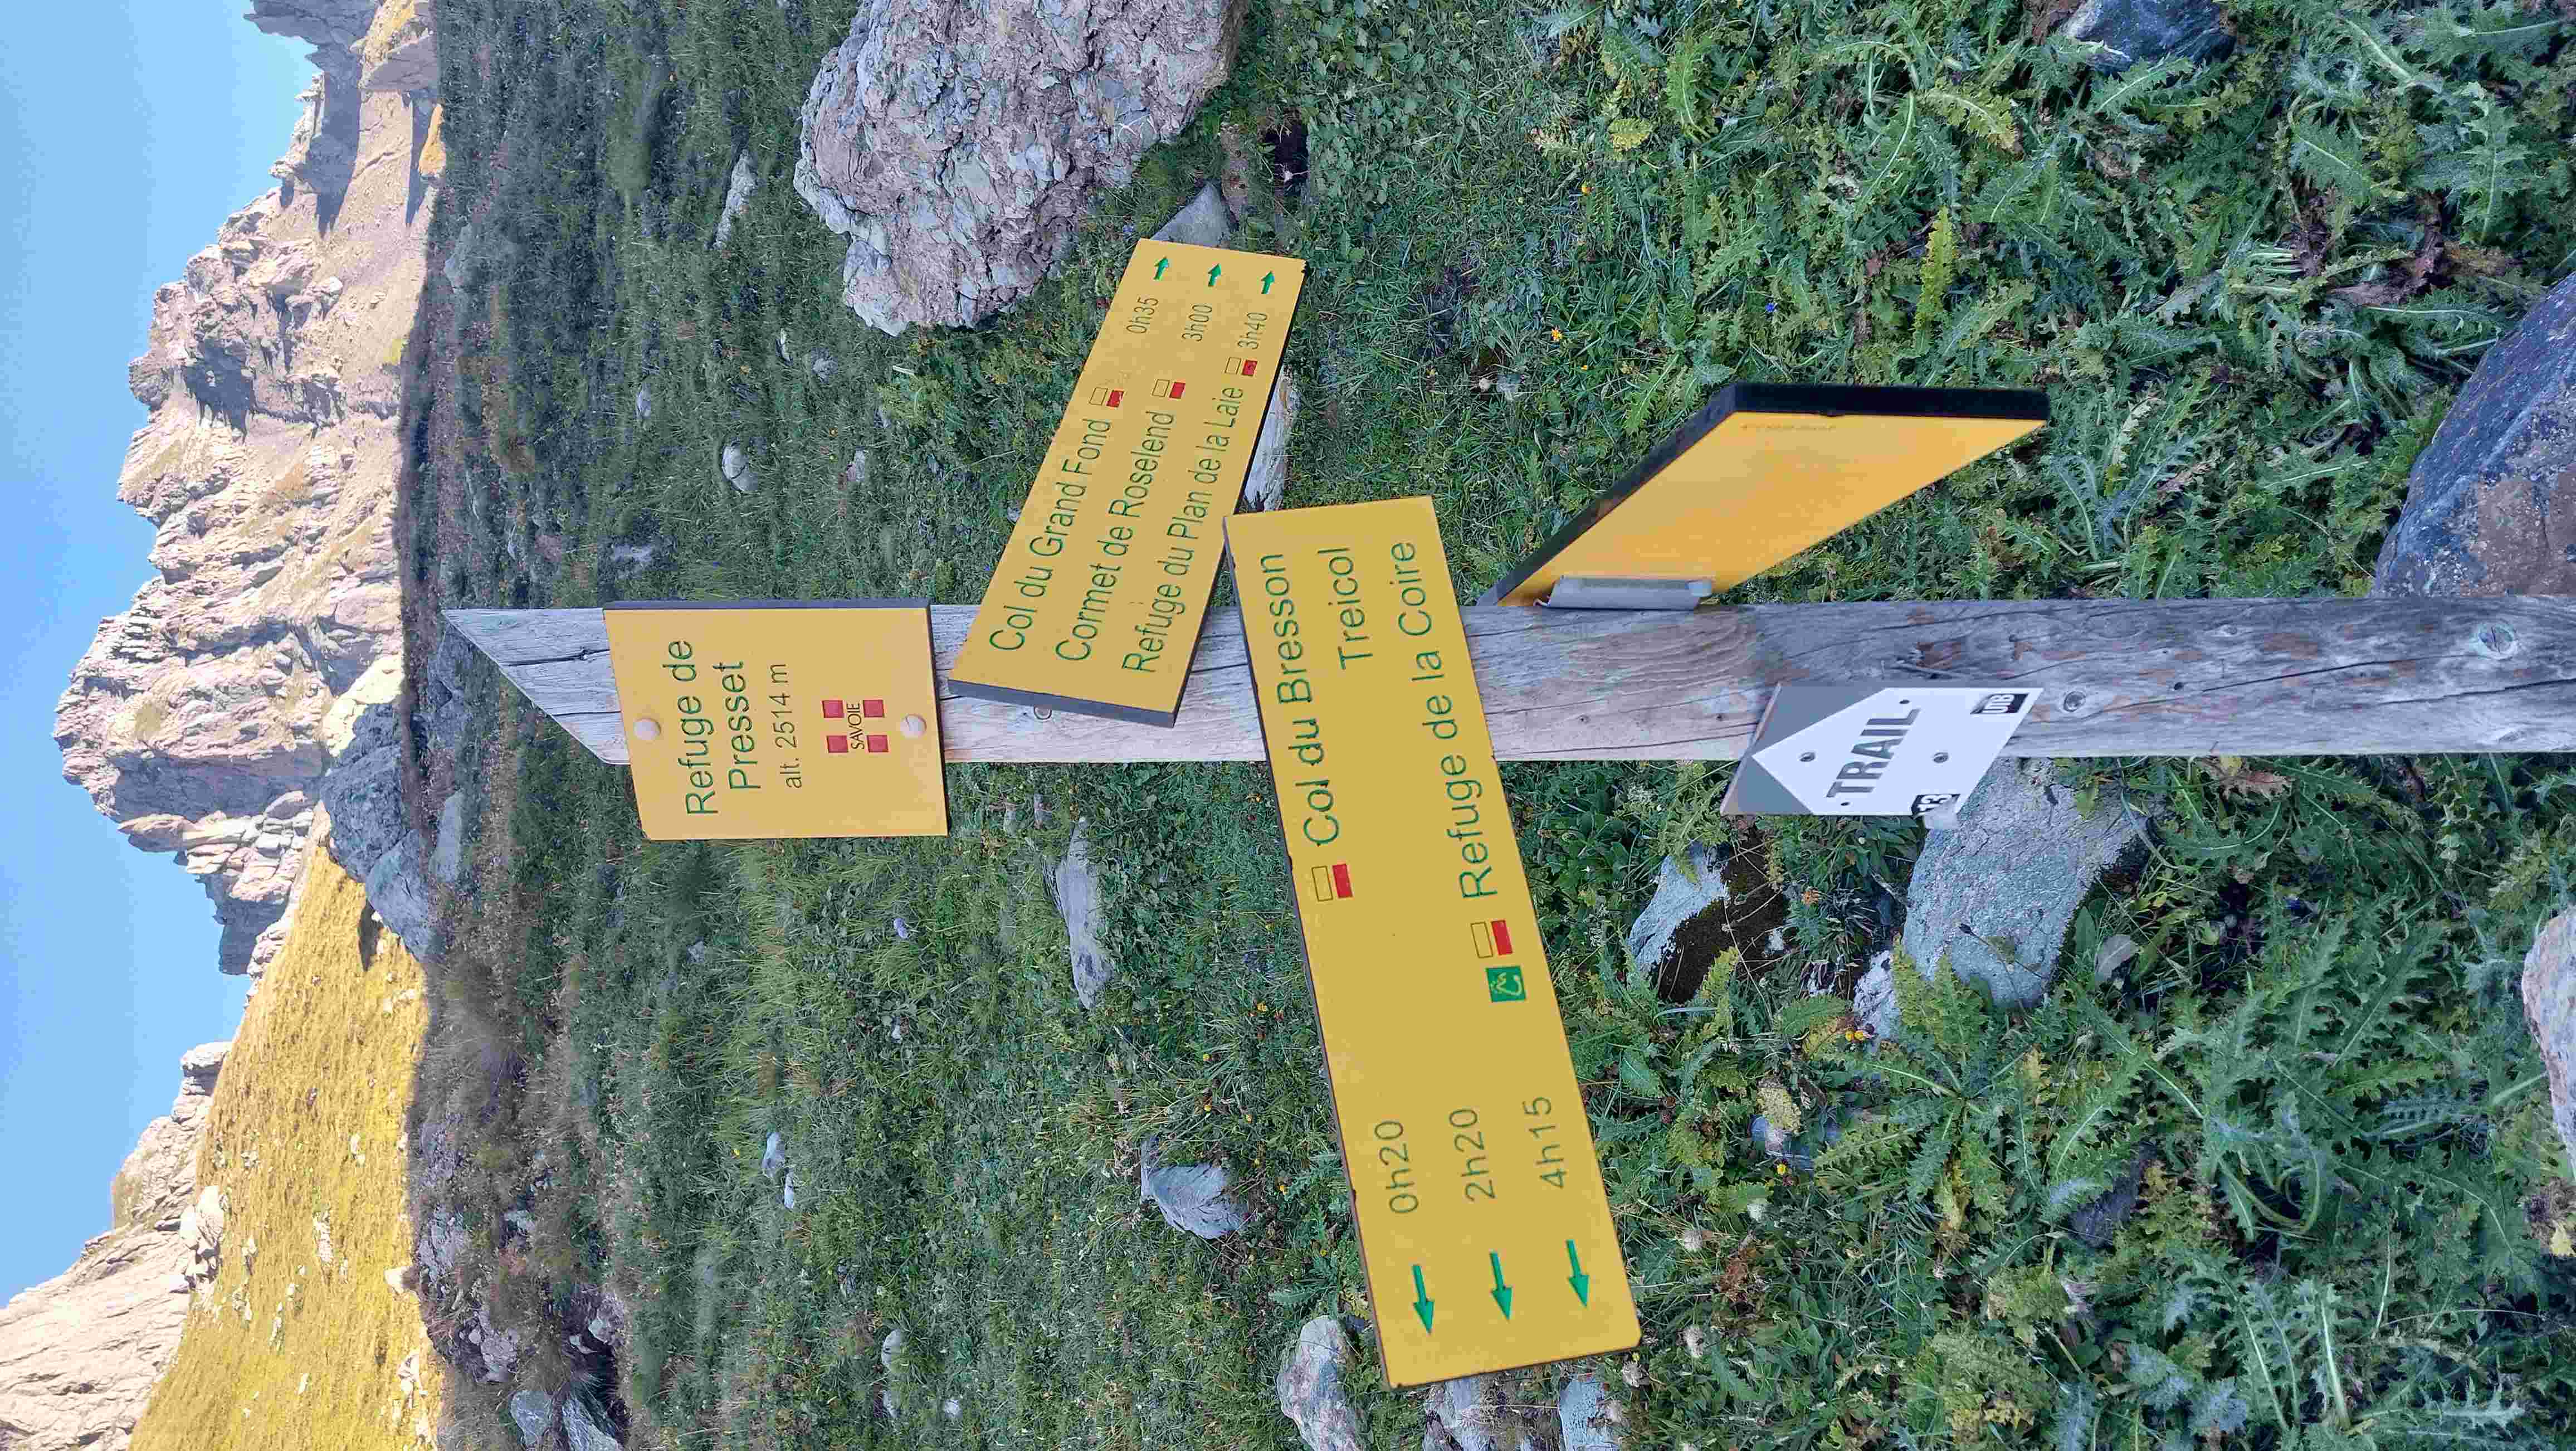 Refuge de
Presset
alt. 2514 m
SAVOIE
Col du Grand Fond 0h35
Cormet de Roselend 3h00
Refuge du Plan de la Laie 3h40
0h20 Col du Bresson
2h20 Treicol
4h15 Refuge de la Coire
TRAIL
13
UTB